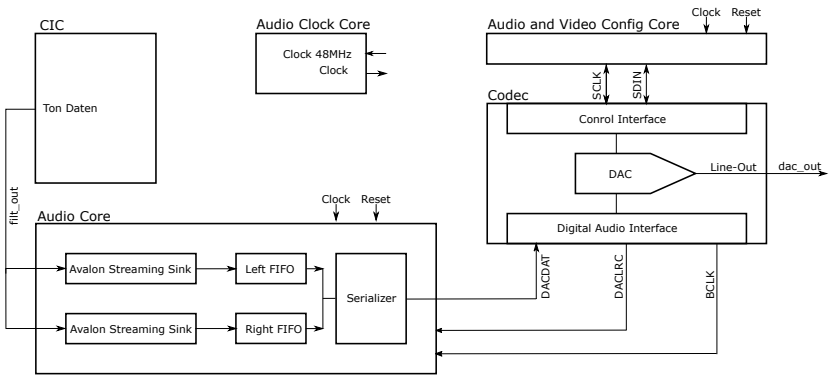 CIC
Ton Daten
filt_out
Audio Clock Core
Clock 48MHz
Clock
Audio and Video Config Core
Clock
Reset
SCLK
SDIN
Codec
Conrol Interface
DAC
Line-Out
dac_out
Digital Audio Interface
DACDAT
DACLRC
BCLK
Audio Core
Clock
Reset
Avalon Streaming Sink
Left FIFO
Serializer
Avalon Streaming Sink
Right FIFO